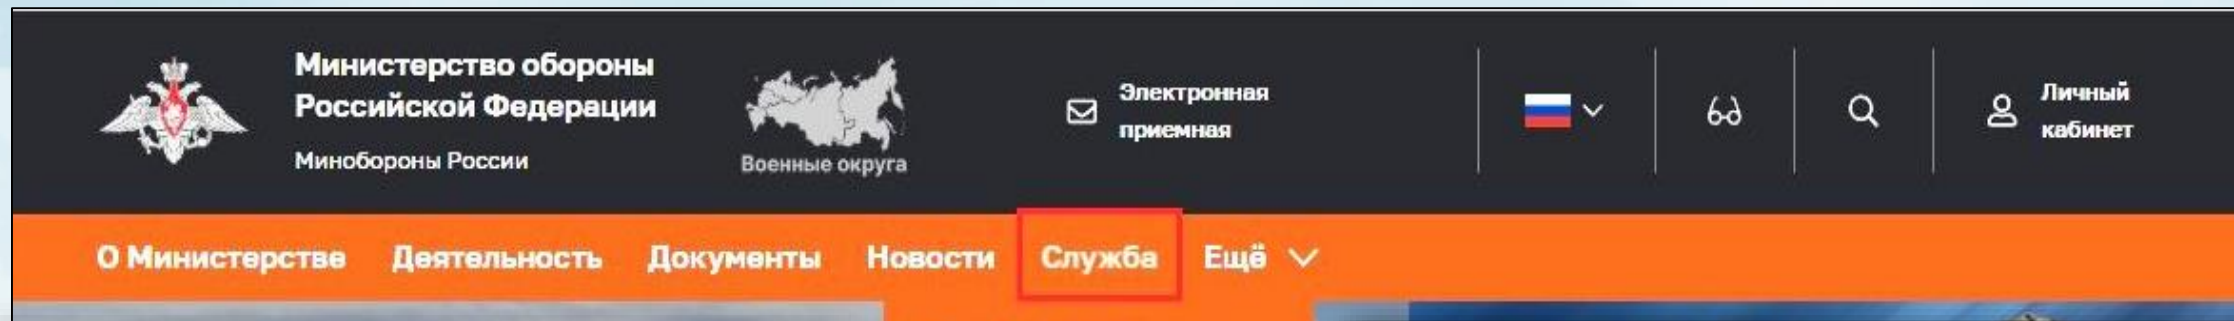 Министерство обороны
Российской Федерации
Минобороны России
Военные округа
Электронная
приемная
Личный
кабинет
О Министерстве Деятельность Документы Новости Служба Ещё